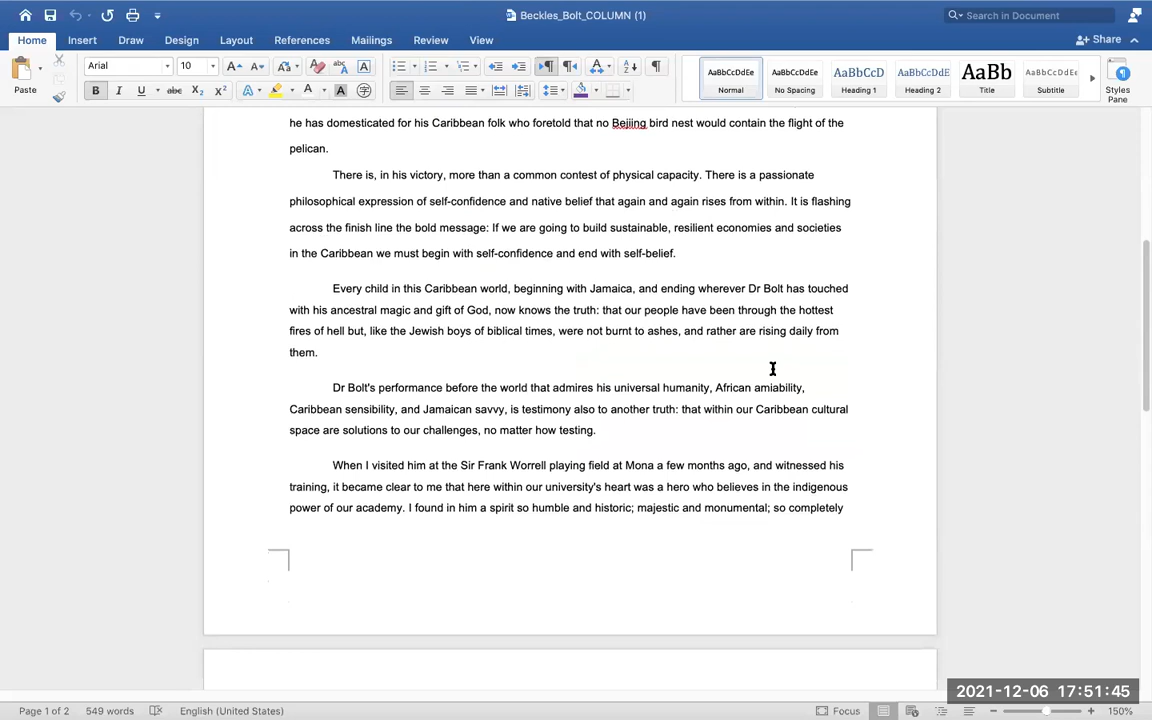 Beckles_Bolt_COLUMN (1)
Search in Document
Home Insert Draw Design Layout References Mailings Review View
Share
Paste
Arial 10
AaBbCcDdEe AaBbCcDdEe AaBbCcD AaBbCcDdE AaBb AaBbCcDdEe
Normal No Spacing Heading 1 Heading 2 Title Subtitle
Styles
Pane
he has domesticated for his Caribbean folk who foretold that no Bejiing bird nest would contain the flight of the
pelican.
There is, in his victory, more than a common contest of physical capacity. There is a passionate
philosophical expression of self-confidence and native belief that again and again rises from within. It is flashing
across the finish line the bold message: If we are going to build sustainable, resilient economies and societies
in the Caribbean we must begin with self-confidence and end with self-belief.
Every child in this Caribbean world, beginning with Jamaica, and ending wherever Dr Bolt has touched
with his ancestral magic and gift of God, now knows the truth: that our people have been through the hottest
fires of hell but, like the Jewish boys of biblical times, were not burnt to ashes, and rather are rising daily from
them.
Dr Bolt's performance before the world that admires his universal humanity, African amiability,
Caribbean sensibility, and Jamaican savvy, is testimony also to another truth: that within our Caribbean cultural
space are solutions to our challenges, no matter how testing.
When I visited him at the Sir Frank Worrell playing field at Mona a few months ago, and witnessed his
training, it became clear to me that here within our university's heart was a hero who believes in the indigenous
power of our academy. I found in him a spirit so humble and historic; majestic and monumental; so completely
2021-12-06 17:51:45
Page 1 of 2 549 words English (United States) Focus 150%